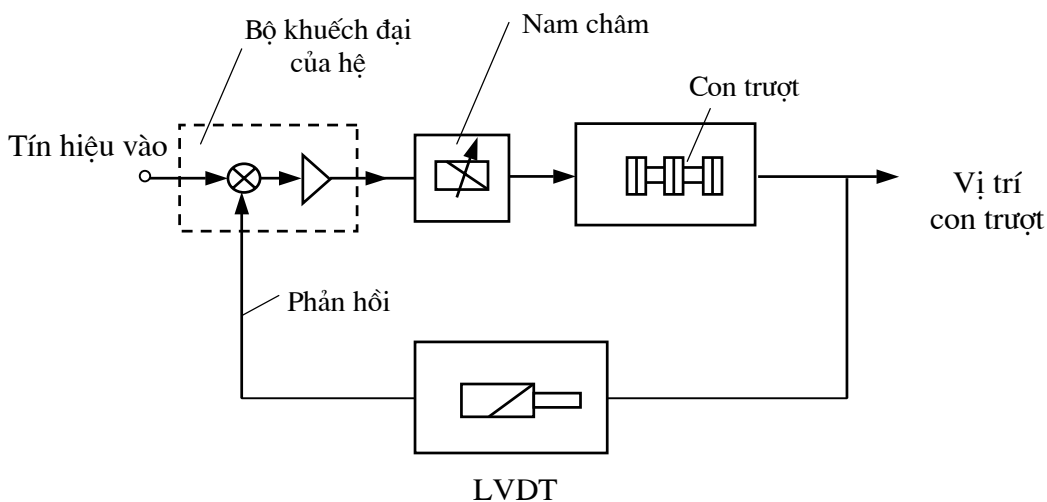 Bộ khuếch đại
của hệ
Nam châm
Con trượt
Tín hiệu vào
Vị trí
con trượt
Phản hồi
LVDT